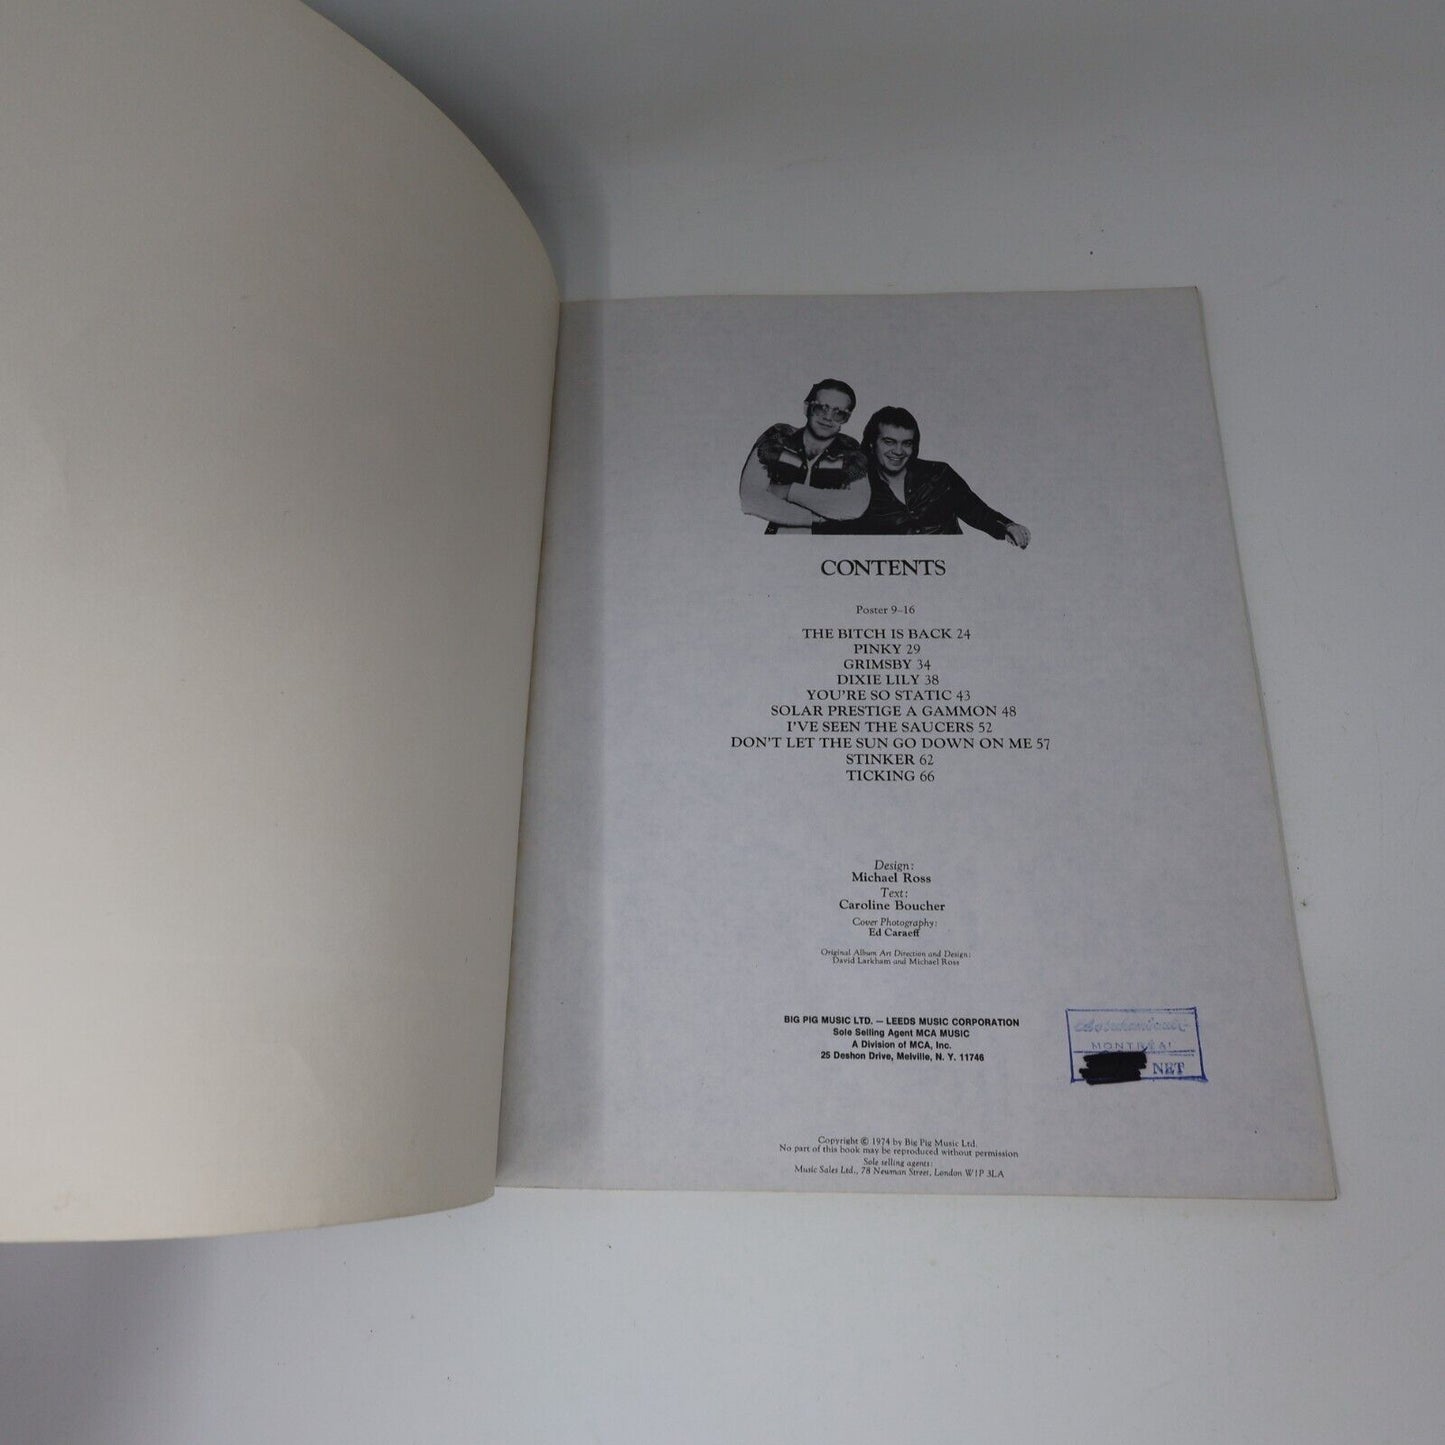 CONTENTS
Poster 9–16
THE BITCH IS BACK 24
PINKY 29
GRIMSBY 34
DIXIE LILY 38
YOU'RE SO STATIC 43
SOLAR PRESTIGE A GAMMON 48
I'VE SEEN THE SAUCERS 52
DON'T LET THE SUN GO DOWN ON ME 57
STINKER 62
TICKING 66
Design:
Michael Ross
Text:
Caroline Boucher
Cover Photography:
Ed Caraeff
Original Album Art Direction and Design:
David Larkham and Michael Ross
BIG PIG MUSIC LTD. — LEEDS MUSIC CORPORATION
Sole Selling Agent MCA MUSIC
A Division of MCA, Inc.
25 Deshon Drive, Melville, N. Y. 11746
MONTRÉAL
NET
Copyright © 1974 by Big Pig Music Ltd.
No part of this book may be reproduced without permission
Sole selling agents:
Music Sales Ltd., 78 Newman Street, London W1P 3LA